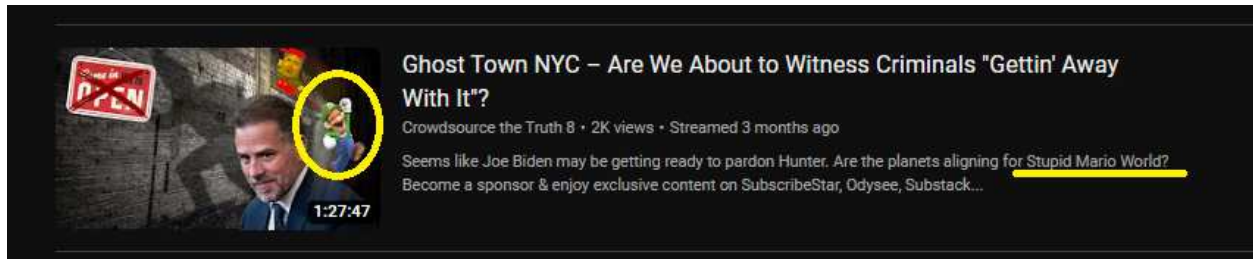 Come in
OPEN
1:27:47
Ghost Town NYC – Are We About to Witness Criminals "Gettin' Away
With It"?
Crowdsource the Truth 8 • 2K views • Streamed 3 months ago
Seems like Joe Biden may be getting ready to pardon Hunter. Are the planets aligning for Stupid Mario World?
Become a sponsor & enjoy exclusive content on SubscribeStar, Odysee, Substack...